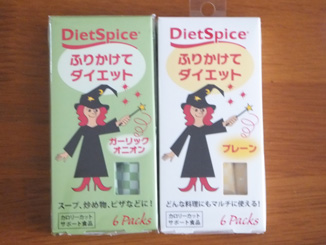 DietSpice®
ふりかけて
ダイエット
ガーリック
オニオン
スープ、炒め物、ピザなどに!
カロリーカット
サポート食品
6 Packs
DietSpice®
ふりかけて
ダイエット
プレーン
どんな料理にもマルチに使える!
カロリーカット
サポート食品
6 Packs